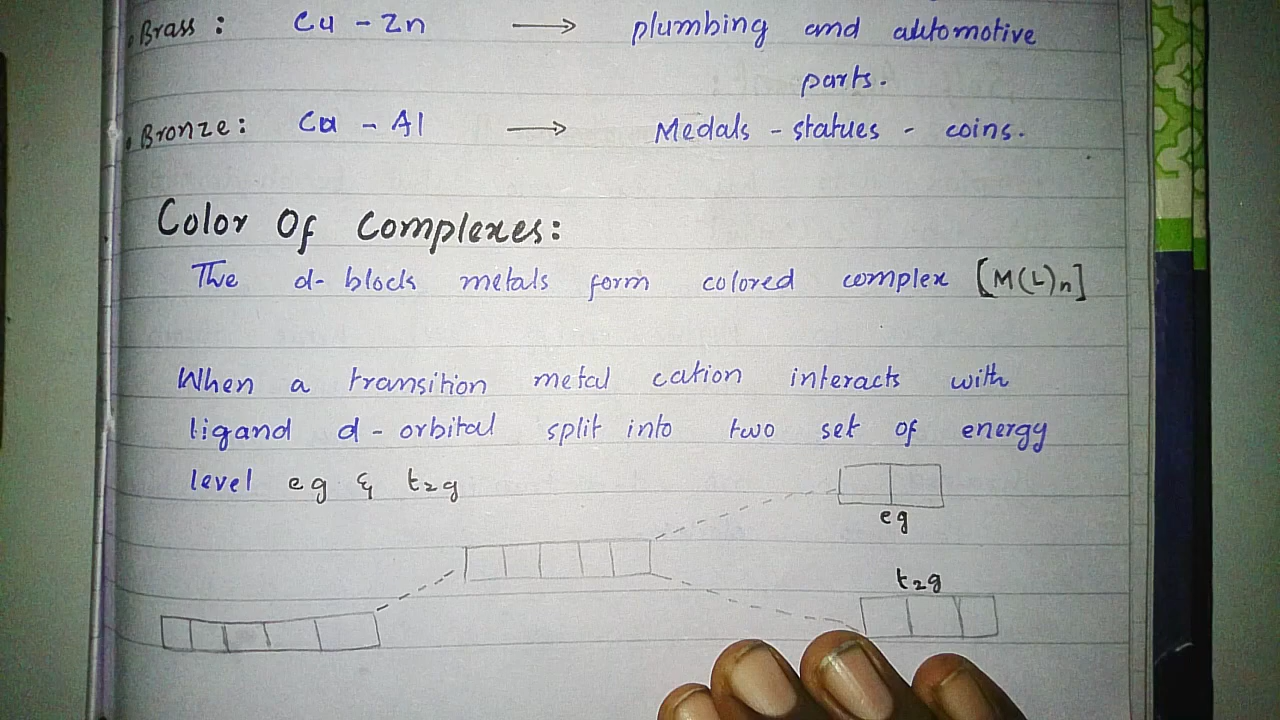 • Brass : Cu - Zn → plumbing and automotive
parts.
• Bronze : Cu - Al → Medals - statues - coins.
Color Of Complexes:
The d-block metals form colored complex [M(L)n]
When a transition metal cation interacts with
ligand d-orbital split into two set of energy
level eg & t2g
eg
t2g